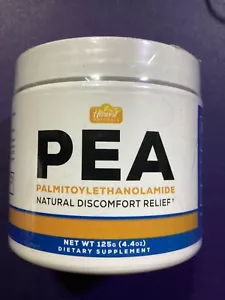 PEA
PALMITOYLETHANOLAMIDE
NATURAL DISCOMFORT RELIEF†
NET WT 125G (4.4OZ)
DIETARY SUPPLEMENT